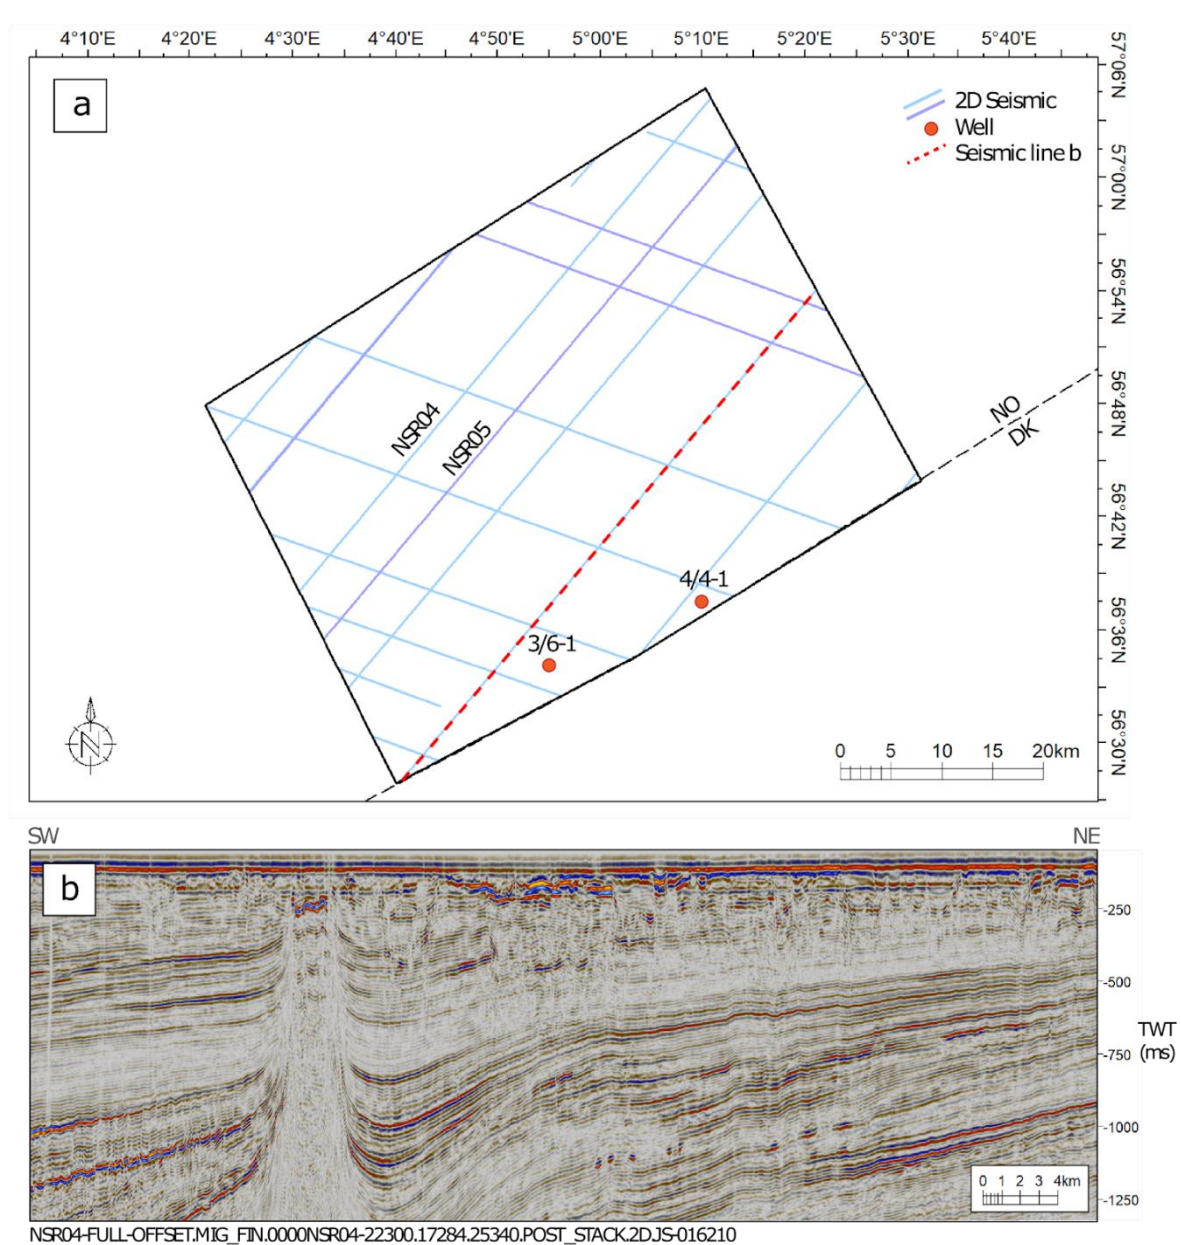 4°10'E 4°20'E 4°30'E 4°40'E 4°50'E 5°00'E 5°10'E 5°20'E 5°30'E 5°40'E
a
2D Seismic
Well
Seismic line b
57°06'N
57°00'N
56°54'N
56°48'N
56°42'N
56°36'N
56°30'N
NSR04
NSR05
NO
DK
4/4-1
3/6-1
N
0 5 10 15 20km
SW NE
b
-250
-500
-750
-1000
-1250
TWT
(ms)
0 1 2 3 4km
NSR04-FULL-OFFSET.MIG_FIN.0000NSR04-22300.17284.25340.POST_STACK.2D.JS-016210